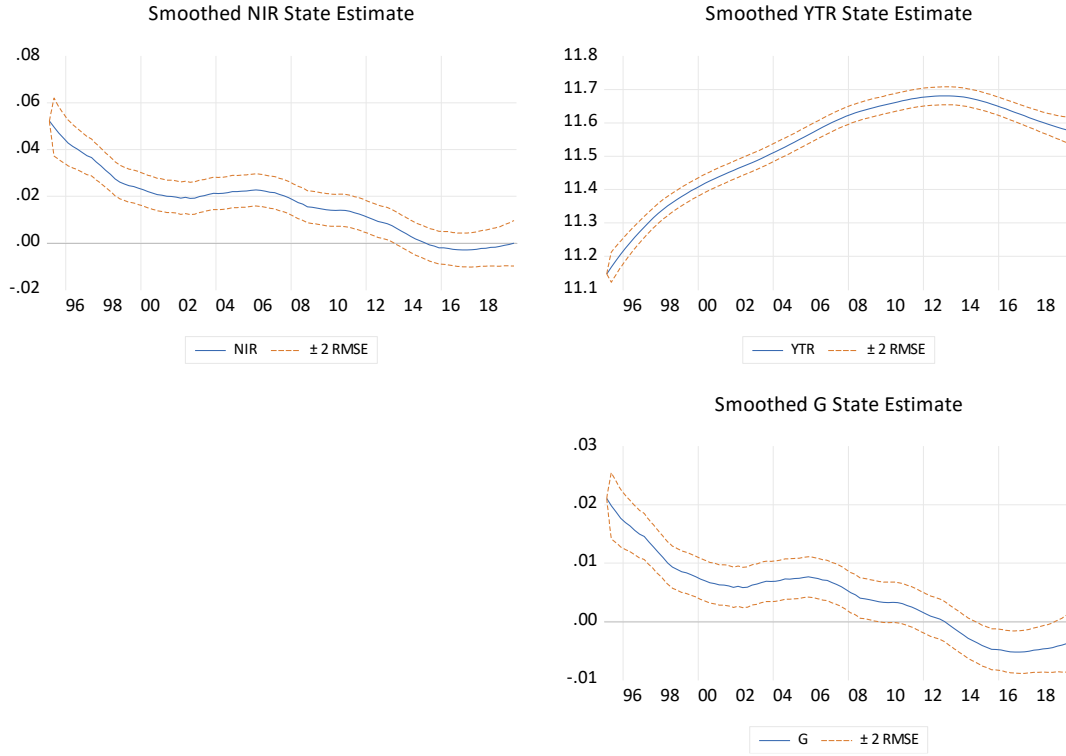 Smoothed NIR State Estimate
.08
.06
.04
.02
.00
-.02
96 98 00 02 04 06 08 10 12 14 16 18
NIR ± 2 RMSE
Smoothed YTR State Estimate
11.8
11.7
11.6
11.5
11.4
11.3
11.2
11.1
96 98 00 02 04 06 08 10 12 14 16 18
YTR ± 2 RMSE
Smoothed G State Estimate
.03
.02
.01
.00
-.01
96 98 00 02 04 06 08 10 12 14 16 18
G ± 2 RMSE